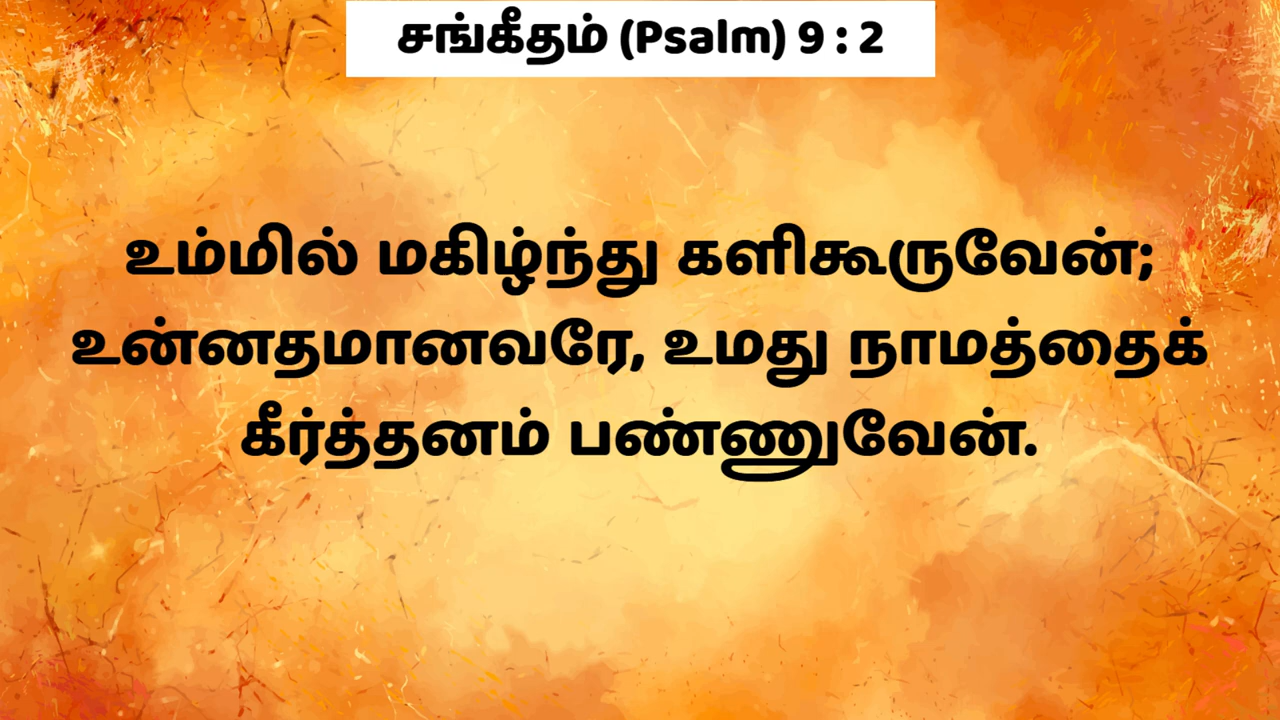 சங்கீதம் (Psalm) 9 : 2
உம்மில் மகிழ்ந்து களிகூருவேன்;
உன்னதமானவரே, உமது நாமத்தைக்
கீர்த்தனம் பண்ணுவேன்.